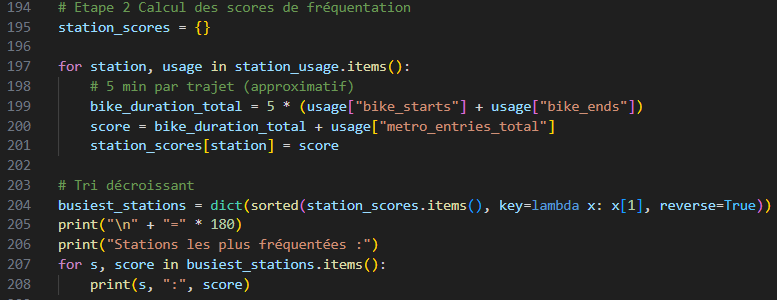 194 # Etape 2 Calcul des scores de fréquentation
195 station_scores = {}
196
197 for station, usage in station_usage.items():
198     # 5 min par trajet (approximatif)
199     bike_duration_total = 5 * (usage["bike_starts"] + usage["bike_ends"])
200     score = bike_duration_total + usage["metro_entries_total"]
201     station_scores[station] = score
202
203 # Tri décroissant
204 busiest_stations = dict(sorted(station_scores.items(), key=lambda x: x[1], reverse=True))
205 print("\n" + "=" * 180)
206 print("Stations les plus fréquentées :")
207 for s, score in busiest_stations.items():
208     print(s, ":", score)